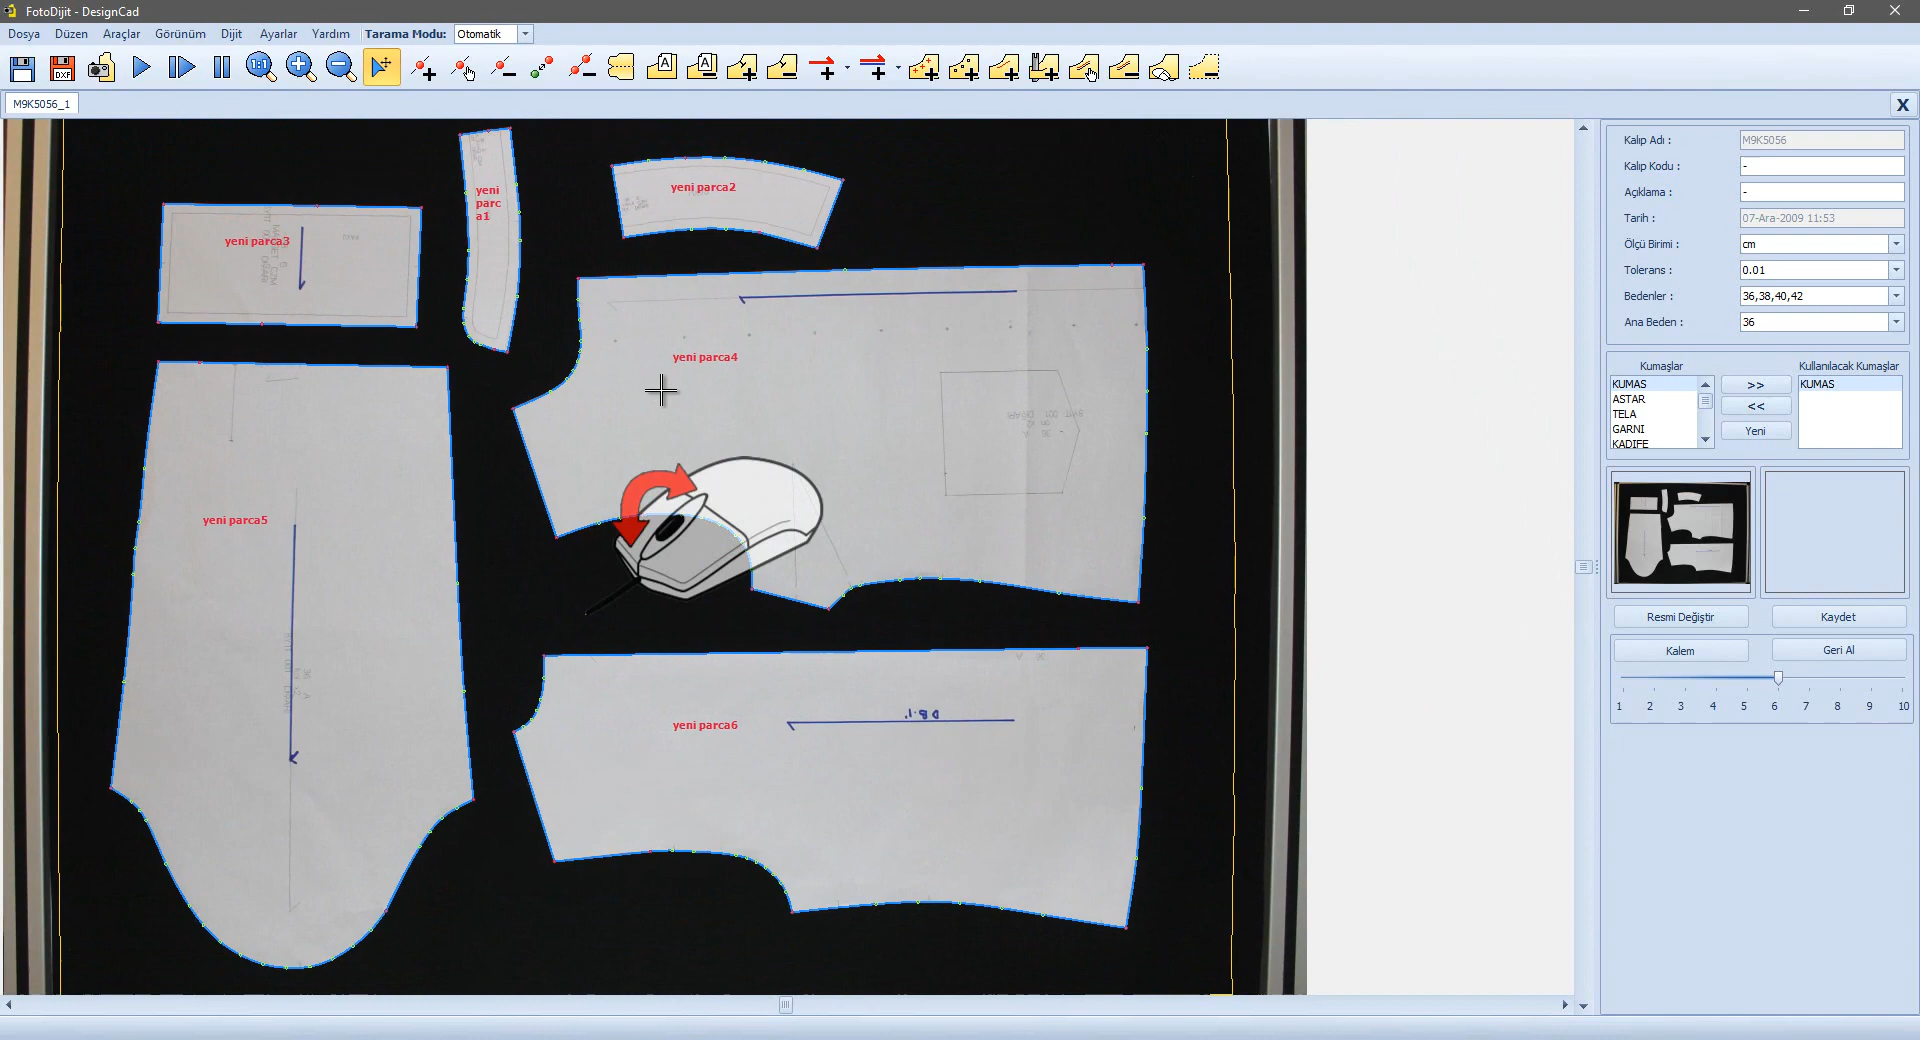 FotoDijit - DesignCad
Dosya Düzen Araçlar Görünüm Dijit Ayarlar Yardım Tarama Modu: Otomatik
DXF 1:1 A A
M9K5056_1 X
yeni parca1
yeni parca2
yeni parca3
yeni parca4
yeni parca5
yeni parca6
Kalıp Adı : M9K5056
Kalıp Kodu : -
Açıklama : -
Tarih : 07-Ara-2009 11:53
Ölçü Birimi : cm
Tolerans : 0.01
Bedenler : 36,38,40,42
Ana Beden : 36
Kumaşlar Kullanılacak Kumaşlar
KUMAS >> KUMAS
ASTAR
TELA <<
GARNI Yeni
KADIFE
Resmi Değiştir Kaydet
Kalem Geri Al
1 2 3 4 5 6 7 8 9 10